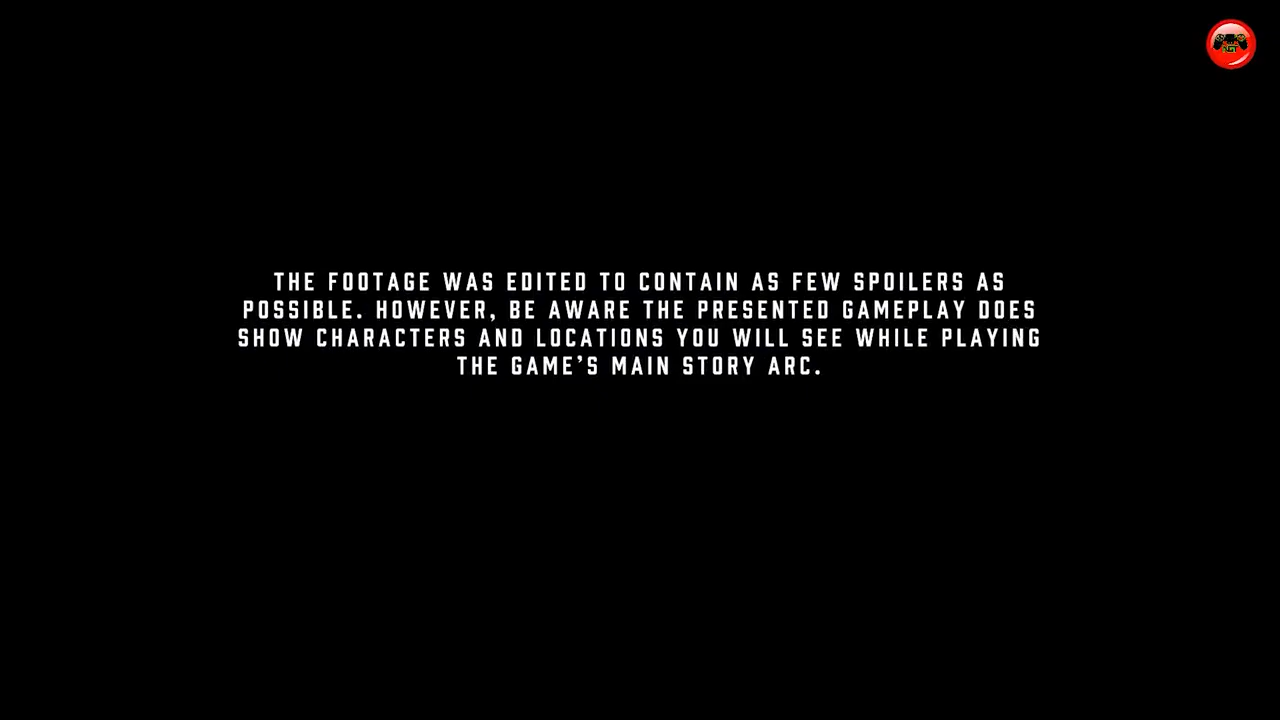 THE FOOTAGE WAS EDITED TO CONTAIN AS FEW SPOILERS AS
POSSIBLE. HOWEVER, BE AWARE THE PRESENTED GAMEPLAY DOES
SHOW CHARACTERS AND LOCATIONS YOU WILL SEE WHILE PLAYING
THE GAME’S MAIN STORY ARC.